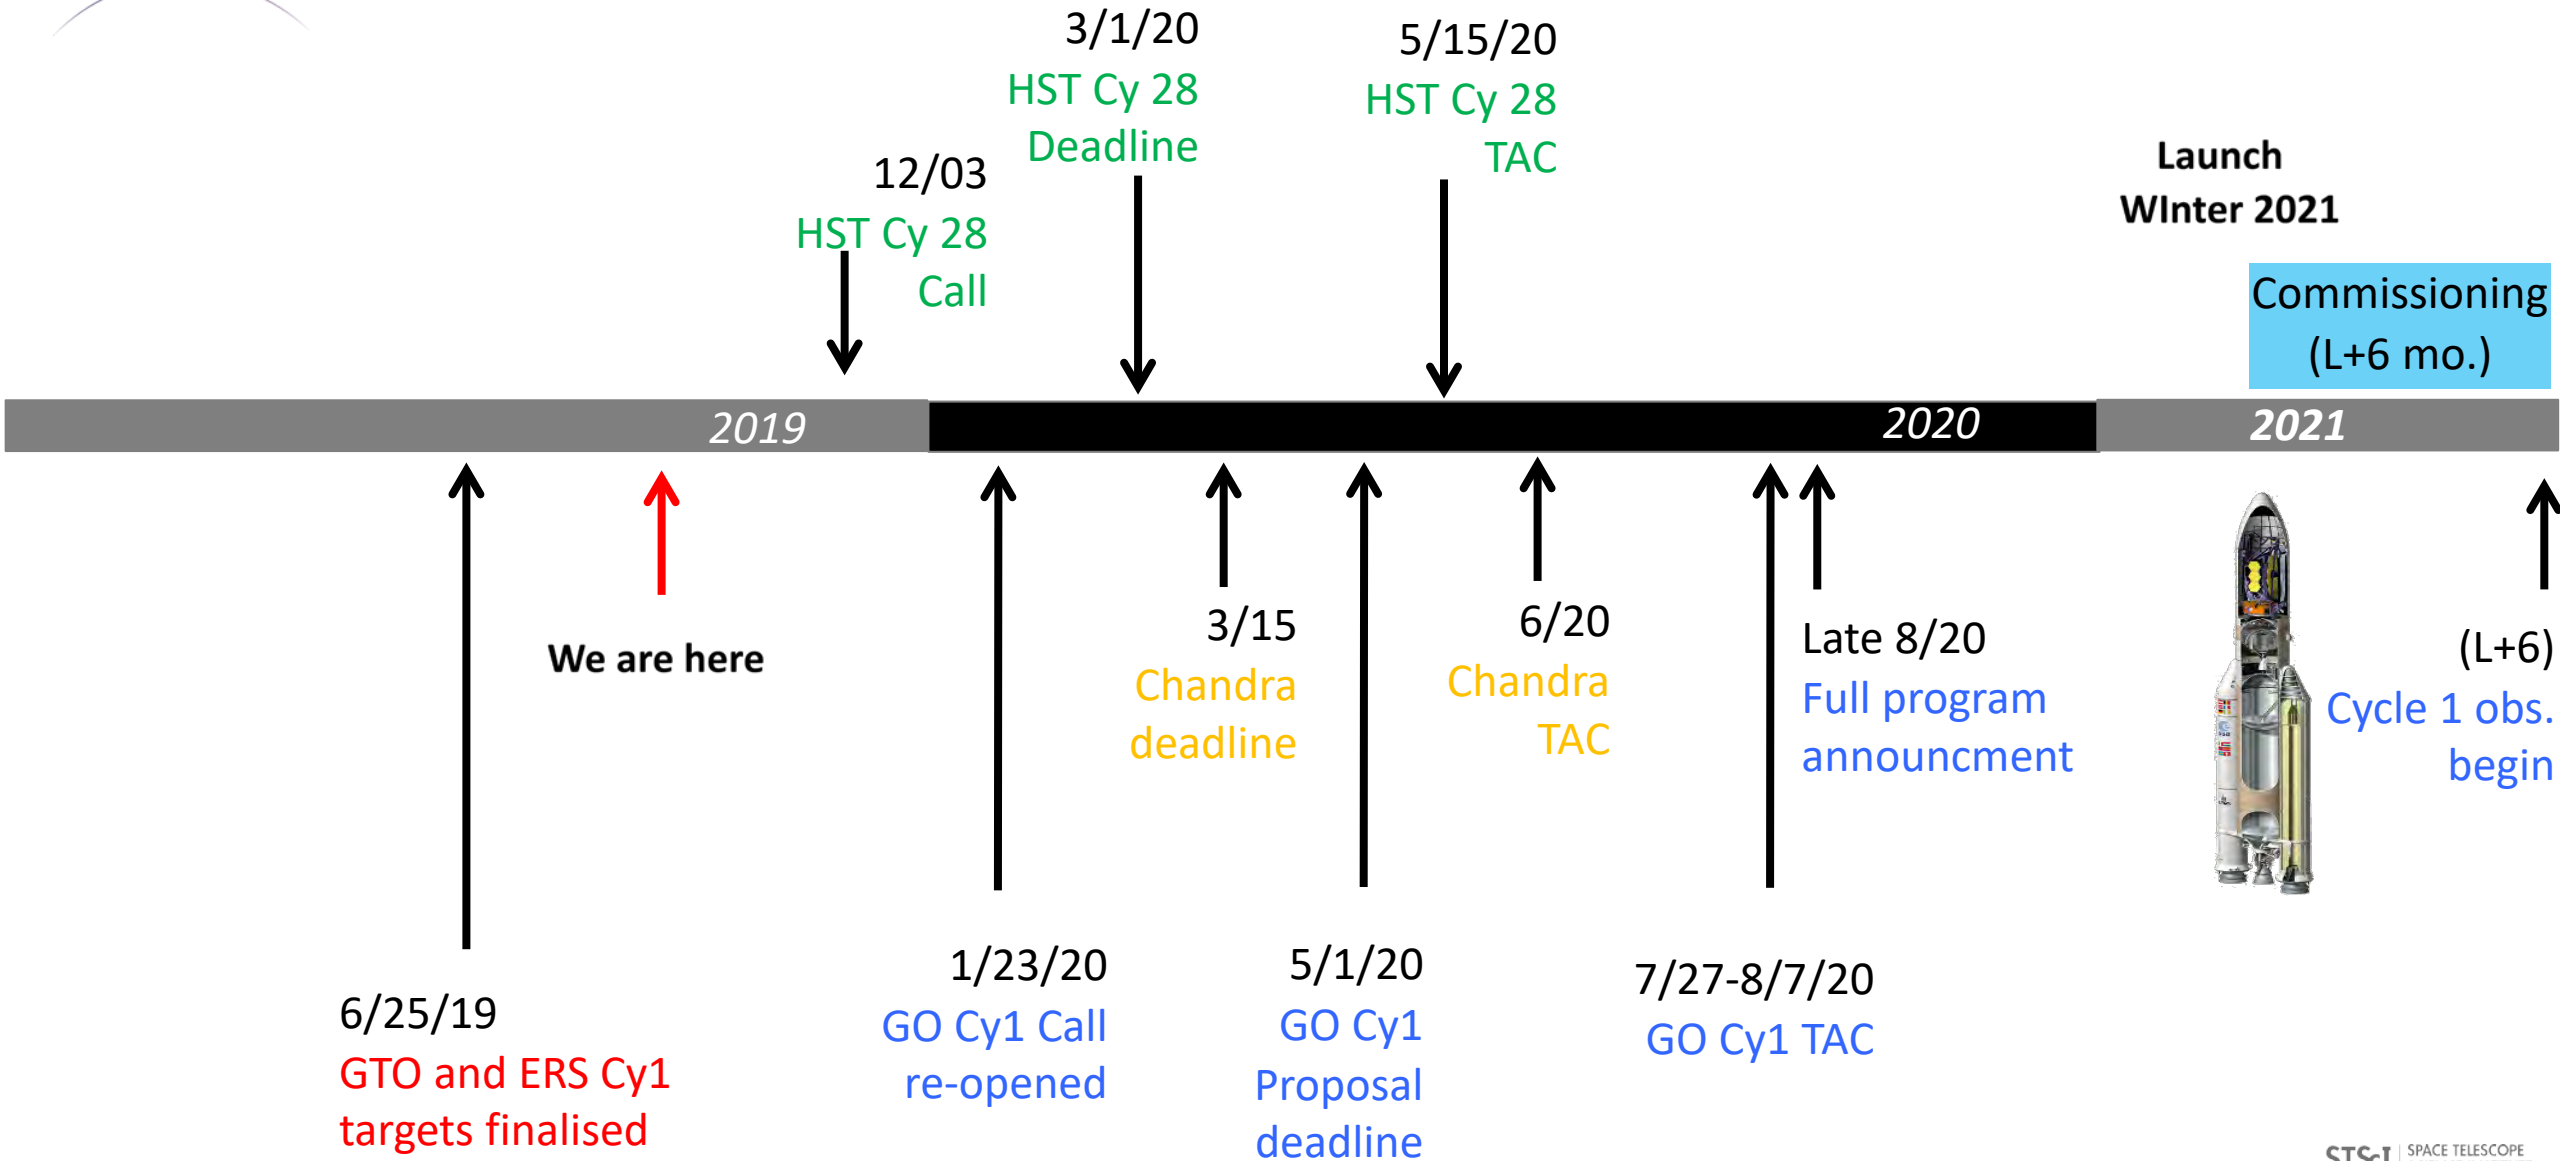 3/1/20
HST Cy 28
Deadline
5/15/20
HST Cy 28
TAC
12/03
HST Cy 28
Call
Launch
WInter 2021
Commissioning
(L+6 mo.)
2019
2020
2021
We are here
3/15
Chandra
deadline
6/20
Chandra
TAC
Late 8/20
Full program
announcment
(L+6)
Cycle 1 obs.
begin
6/25/19
GTO and ERS Cy1
targets finalised
1/23/20
GO Cy1 Call
re-opened
5/1/20
GO Cy1
Proposal
deadline
7/27-8/7/20
GO Cy1 TAC
STScI | SPACE TELESCOPE